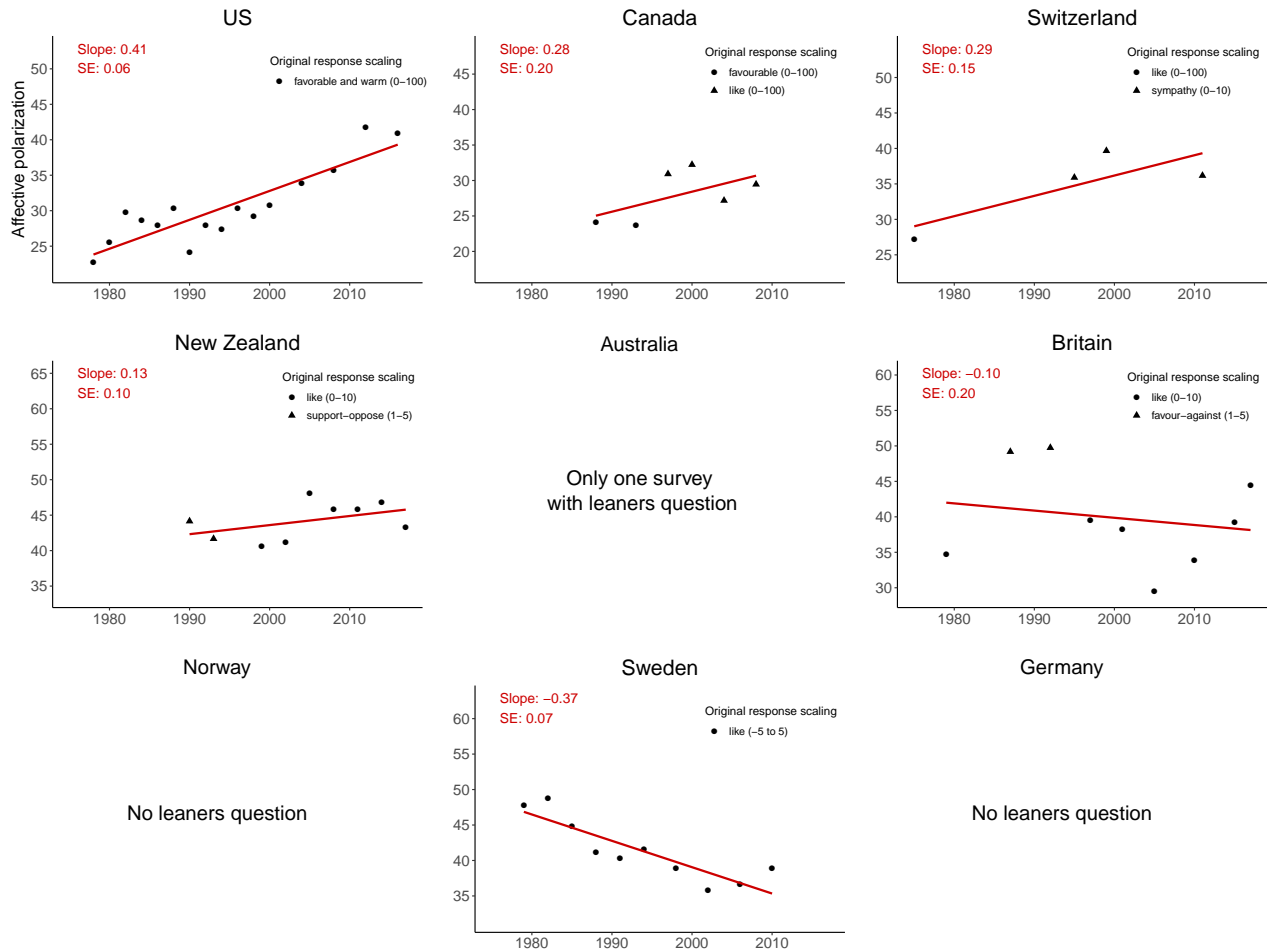 US
Slope: 0.41
SE: 0.06
Original response scaling
favorable and warm (0−100)
Affective polarization
50
45
40
35
30
25
1980 1990 2000 2010
Canada
Slope: 0.28
SE: 0.20
Original response scaling
favourable (0−100)
like (0−100)
45
40
35
30
25
20
1980 1990 2000 2010
Switzerland
Slope: 0.29
SE: 0.15
Original response scaling
like (0−100)
sympathy (0−10)
50
45
40
35
30
25
1980 1990 2000 2010
New Zealand
Slope: 0.13
SE: 0.10
Original response scaling
like (0−10)
support−oppose (1−5)
65
60
55
50
45
40
35
1980 1990 2000 2010
Australia
Only one survey
with leaners question
Britain
Slope: −0.10
SE: 0.20
Original response scaling
like (0−10)
favour−against (1−5)
60
55
50
45
40
35
30
1980 1990 2000 2010
Norway
No leaners question
Sweden
Slope: −0.37
SE: 0.07
Original response scaling
like (−5 to 5)
60
55
50
45
40
35
1980 1990 2000 2010
Germany
No leaners question